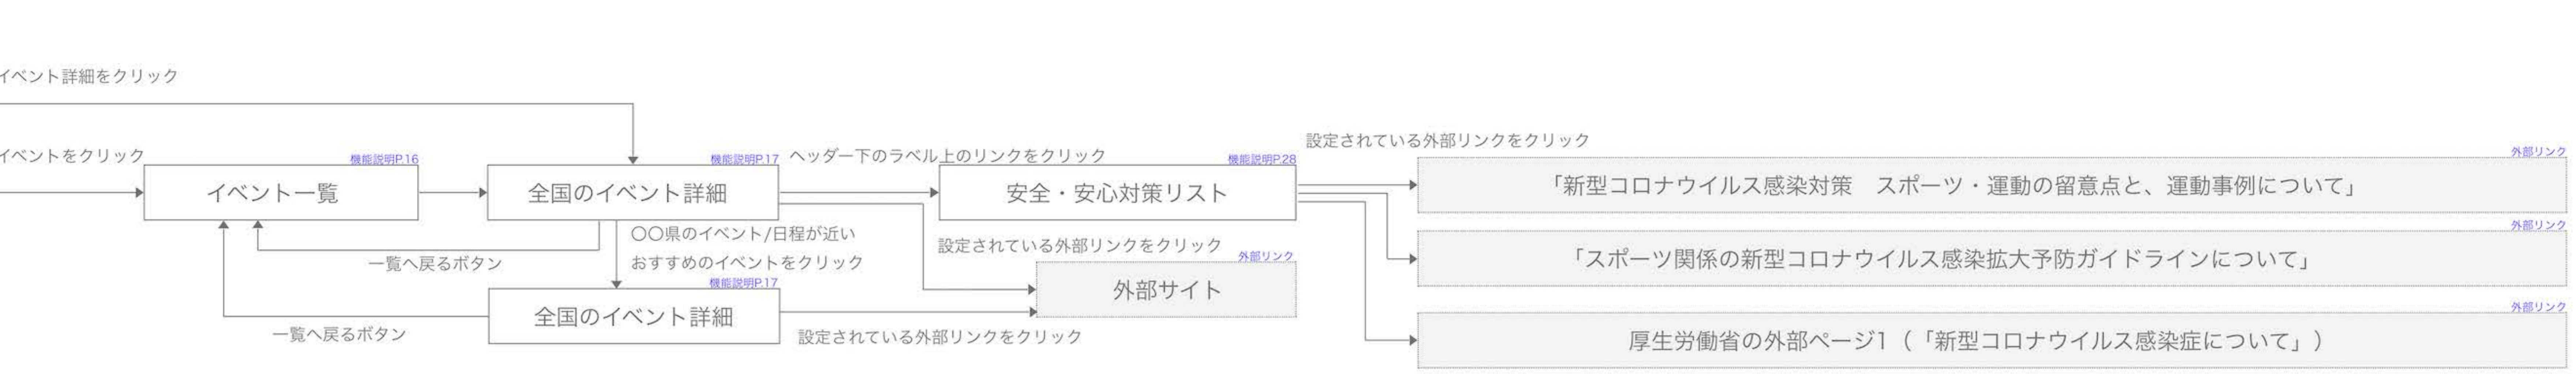 イベント詳細をクリック
イベントをクリック
機能説明P.16
イベント一覧
一覧へ戻るボタン
一覧へ戻るボタン
機能説明P.17
全国のイベント詳細
〇〇県のイベント/日程が近い
おすすめのイベントをクリック
機能説明P.17
全国のイベント詳細
ヘッダー下のラベル上のリンクをクリック
機能説明P.28
安全・安心対策リスト
設定されている外部リンクをクリック
外部リンク
外部サイト
設定されている外部リンクをクリック
設定されている外部リンクをクリック
外部リンク
「新型コロナウイルス感染対策　スポーツ・運動の留意点と、運動事例について」
外部リンク
「スポーツ関係の新型コロナウイルス感染拡大予防ガイドラインについて」
外部リンク
厚生労働省の外部ページ1（「新型コロナウイルス感染症について」）